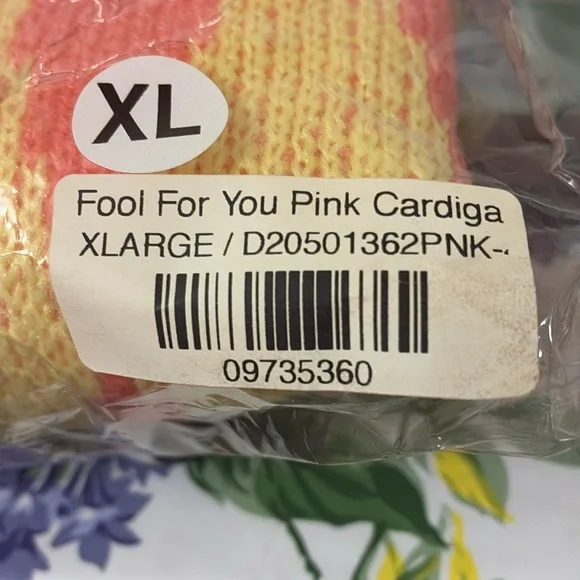 XL
Fool For You Pink Cardiga
XLARGE / D20501362PNK-
09735360